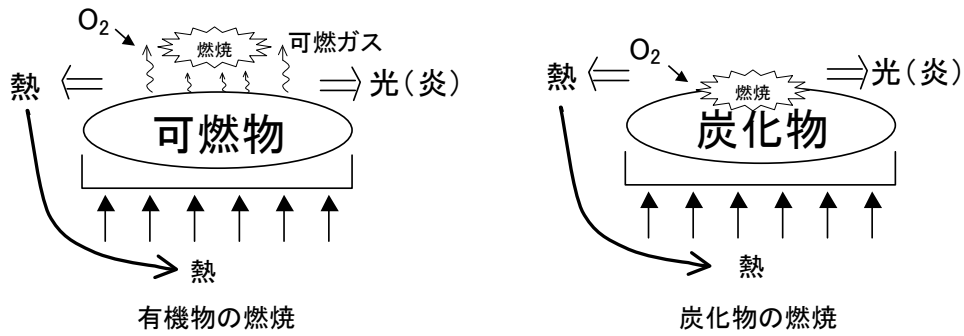 O₂
燃焼
可燃ガス
熱
光(炎)
可燃物
熱
有機物の燃焼
O₂
燃焼
熱
光(炎)
炭化物
熱
炭化物の燃焼